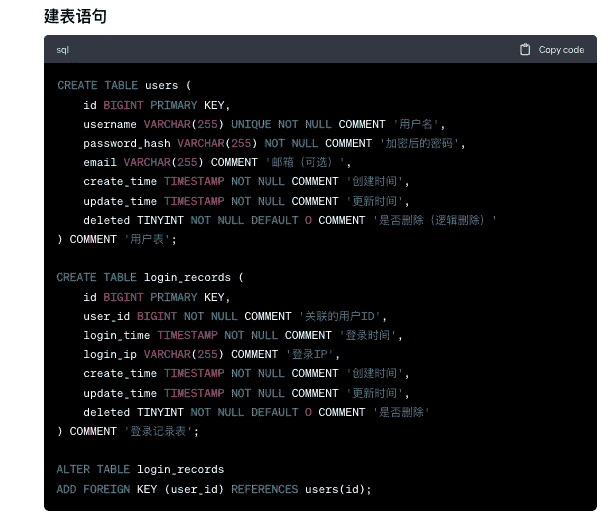 建表语句
sql
Copy code
CREATE TABLE users (
id BIGINT PRIMARY KEY,
username VARCHAR(255) UNIQUE NOT NULL COMMENT '用户名',
password_hash VARCHAR(255) NOT NULL COMMENT '加密后的密码',
email VARCHAR(255) COMMENT '邮箱（可选）',
create_time TIMESTAMP NOT NULL COMMENT '创建时间',
update_time TIMESTAMP NOT NULL COMMENT '更新时间',
deleted TINYINT NOT NULL DEFAULT 0 COMMENT '是否删除（逻辑删除）'
) COMMENT '用户表';
CREATE TABLE login_records (
id BIGINT PRIMARY KEY,
user_id BIGINT NOT NULL COMMENT '关联的用户ID',
login_time TIMESTAMP NOT NULL COMMENT '登录时间',
login_ip VARCHAR(255) COMMENT '登录IP',
create_time TIMESTAMP NOT NULL COMMENT '创建时间',
update_time TIMESTAMP NOT NULL COMMENT '更新时间',
deleted TINYINT NOT NULL DEFAULT 0 COMMENT '是否删除'
) COMMENT '登录记录表';
ALTER TABLE login_records
ADD FOREIGN KEY (user_id) REFERENCES users(id);